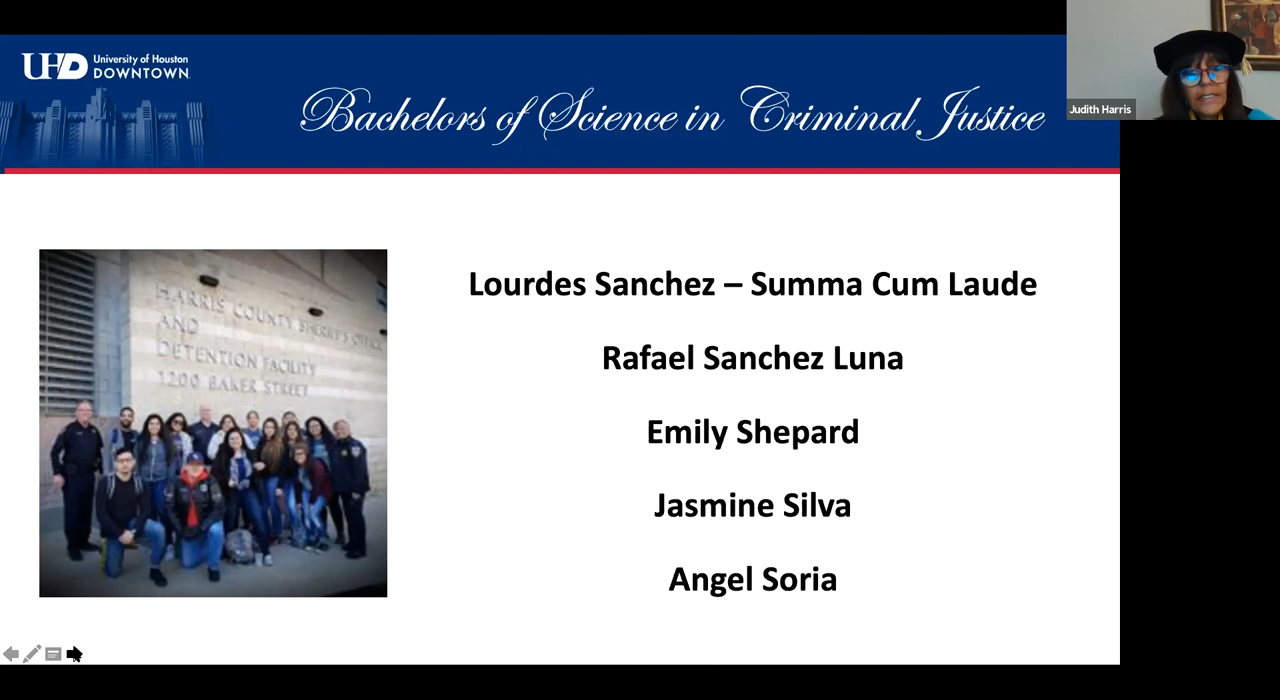 University of Houston
UHD DOWNTOWN
Bachelors of Science in Criminal Justice
Judith Harris
HARRIS COUNTY SHERIFF'S OFFICE
AND
DETENTION FACILITY
1200 BAKER STREET
Lourdes Sanchez – Summa Cum Laude
Rafael Sanchez Luna
Emily Shepard
Jasmine Silva
Angel Soria